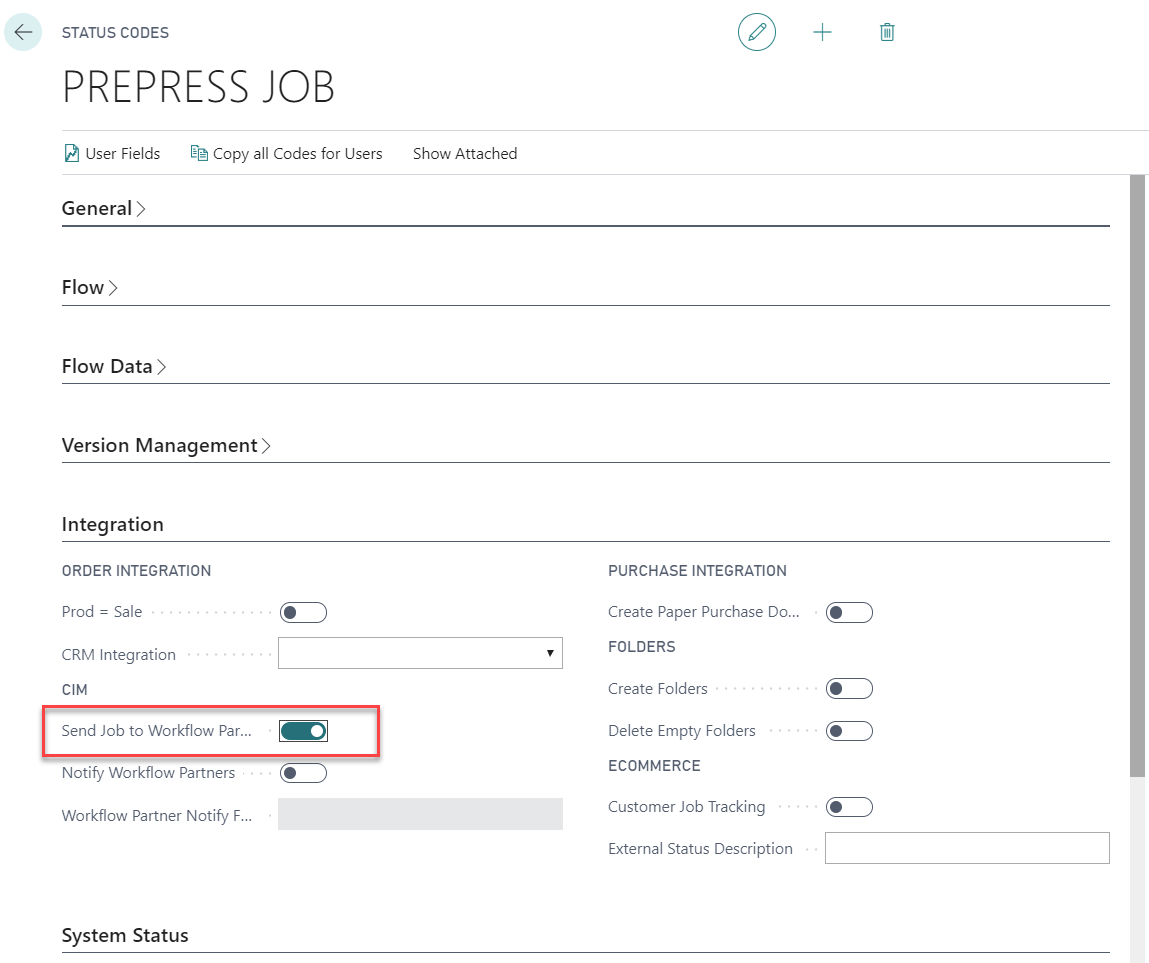 STATUS CODES
PREPRESS JOB
User Fields
Copy all Codes for Users
Show Attached
General
Flow
Flow Data
Version Management
Integration
ORDER INTEGRATION
Prod = Sale
CRM Integration
CIM
Send Job to Workflow Par...
Notify Workflow Partners
Workflow Partner Notify F...
PURCHASE INTEGRATION
Create Paper Purchase Do...
FOLDERS
Create Folders
Delete Empty Folders
ECOMMERCE
Customer Job Tracking
External Status Description
System Status